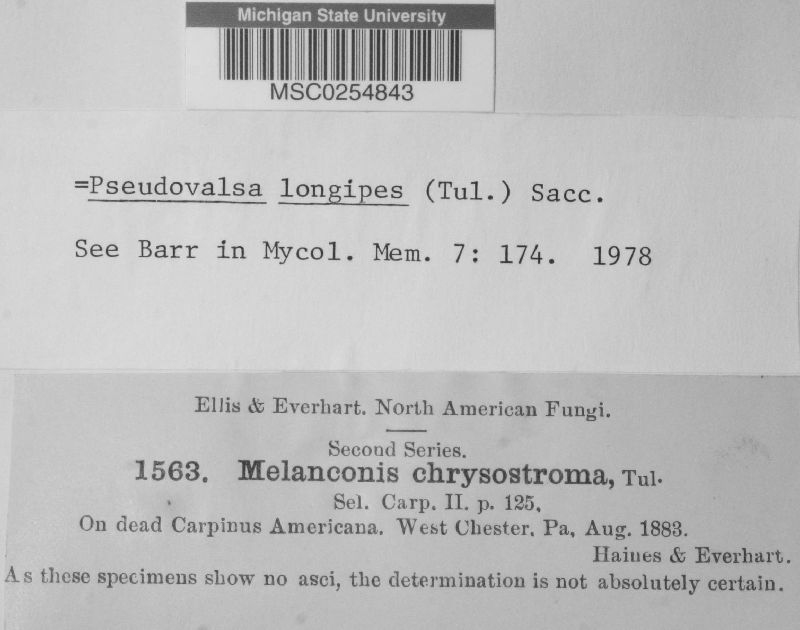 Michigan State University
MSC0254843
=Pseudovalsa longipes (Tul.) Sacc.
See Barr in Mycol. Mem. 7: 174. 1978
Ellis & Everhart. North American Fungi.
Second Series.
1563. Melanconis chrysostroma, Tul.
Sel. Carp. II. p. 125.
On dead Carpinus Americana. West Chester, Pa, Aug. 1883.
Haines & Everhart.
As these specimens show no asci, the determination is not absolutely certain.